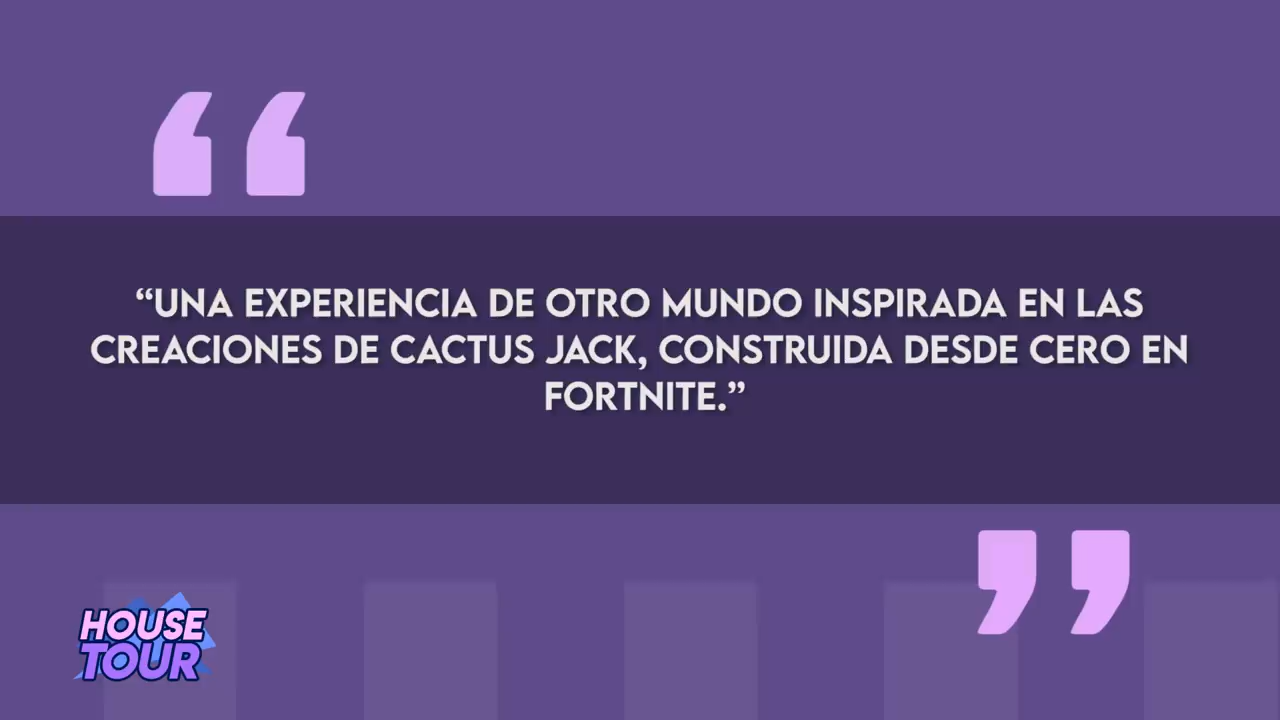 “UNA EXPERIENCIA DE OTRO MUNDO INSPIRADA EN LAS
CREACIONES DE CACTUS JACK, CONSTRUIDA DESDE CERO EN
FORTNITE.”
HOUSE
TOUR